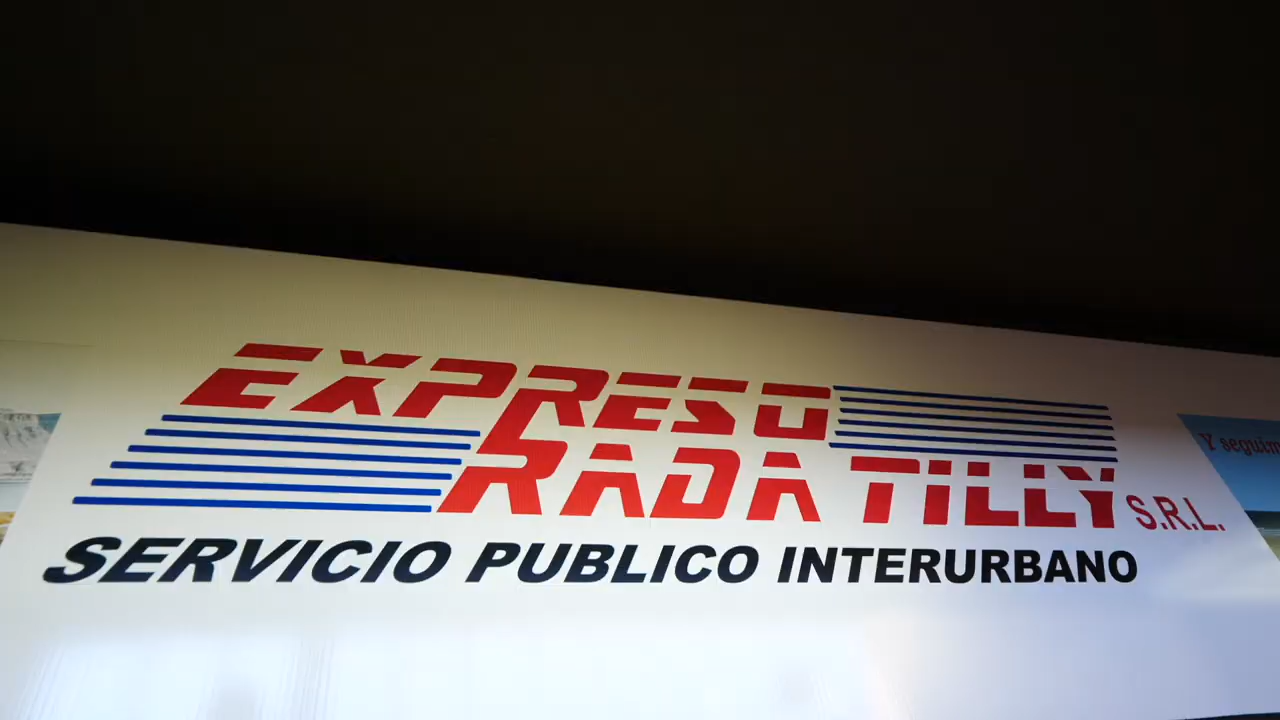 EXPRESO
RADA TILLY S.R.L.
SERVICIO PUBLICO INTERURBANO
Y